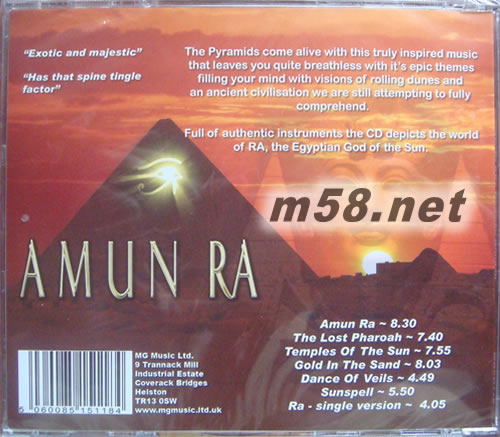 “Exotic and majestic”
“Has that spine tingle
factor”
The Pyramids come alive with this truly inspired music
that leaves you quite breathless with it's epic themes
filling your mind with visions of rolling dunes and
an ancient civilisation we are still attempting to fully
comprehend.
Full of authentic instruments the CD depicts the world
of RA, the Egyptian God of the Sun.
m58.net
AMUN RA
Amun Ra ~ 8.30
The Lost Pharoah ~ 7.40
Temples Of The Sun ~ 7.55
Gold In The Sand ~ 8.03
Dance Of Veils ~ 4.49
Sunspell ~ 5.50
Ra - single version ~ 4.05
MG Music Ltd.
9 Trannack Mill
Industrial Estate
Coverack Bridges
Helston
TR13 0SW
www.mgmusic.ltd.uk
5 060085 151184